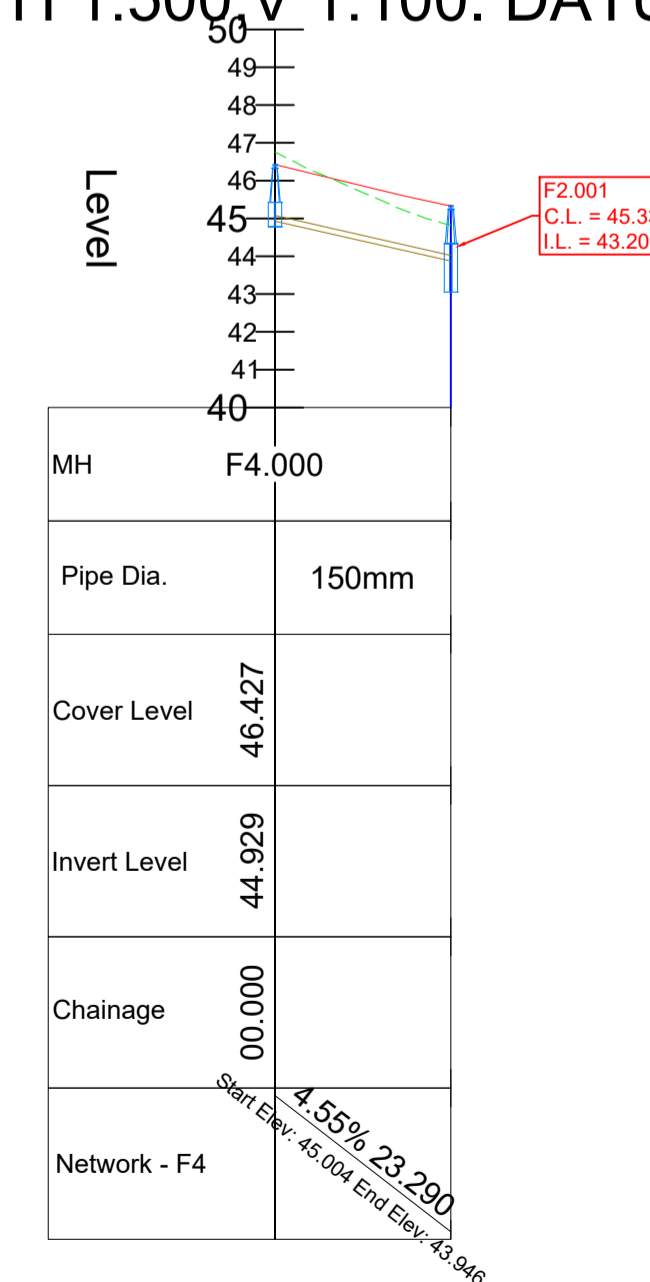 50
49
48
47
46
45
44
43
42
41
40
Level
F2.001
C.L. = 45.3
I.L. = 43.20
MH F4.000
Pipe Dia. 150mm
Cover Level 46.427
Invert Level 44.929
Chainage 00.000
Network - F4
4.55% 23.290
Start Elev: 45.004 End Elev: 43.946